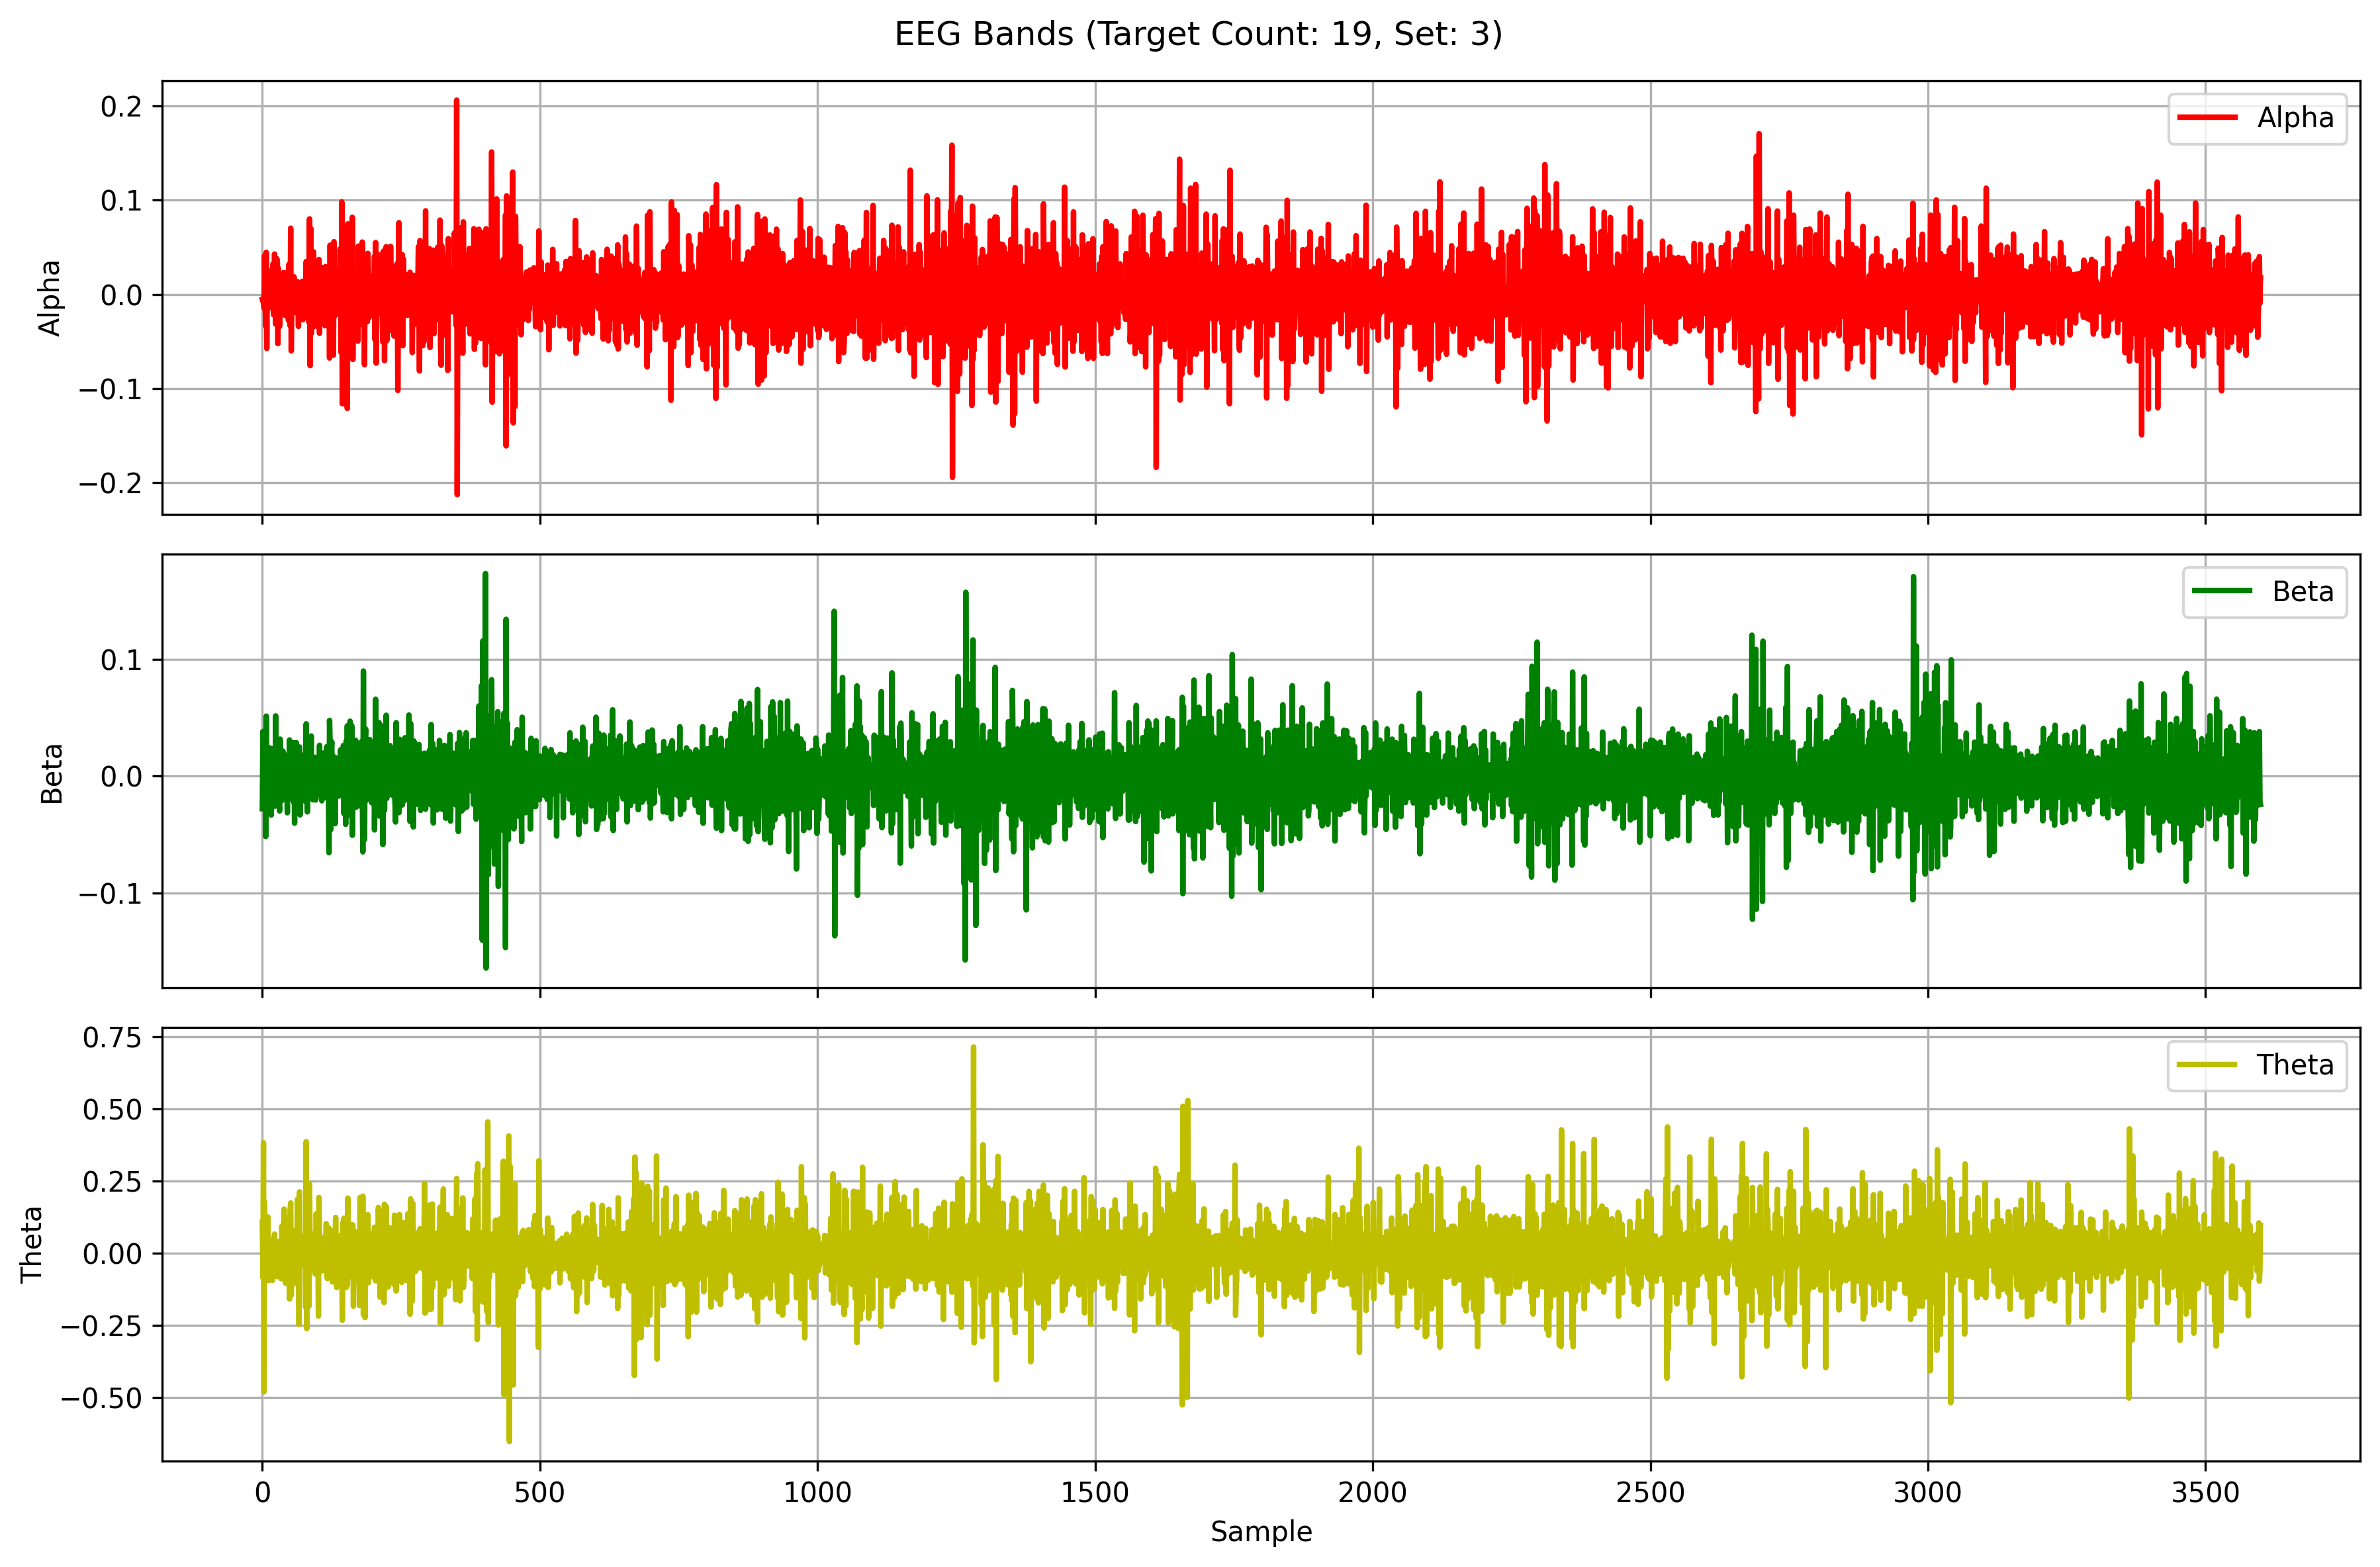 EEG Bands (Target Count: 19, Set: 3)
Alpha
0.2
0.1
0.0
−0.1
−0.2
Alpha
Beta
0.1
0.0
−0.1
Beta
Theta
0.75
0.50
0.25
0.00
−0.25
−0.50
Theta
0 500 1000 1500 2000 2500 3000 3500
Sample